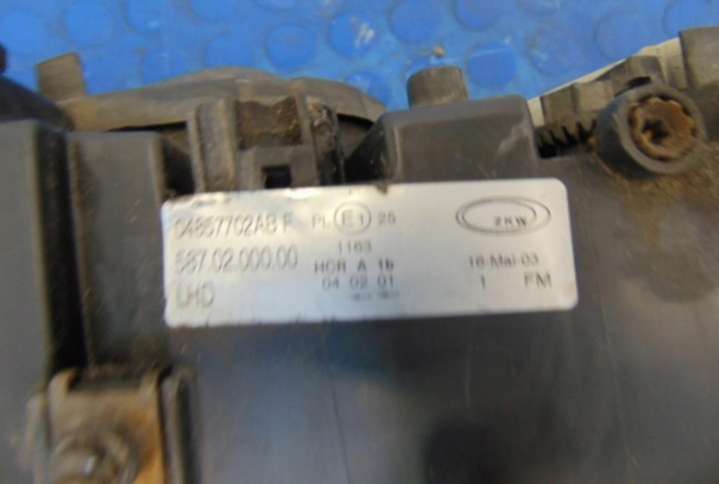 04857702AB F PL E1 25 ZKW
587.02.000.00 1163
HCR A 1b 16-Mai-03
LHD 04 02 01 1 FM